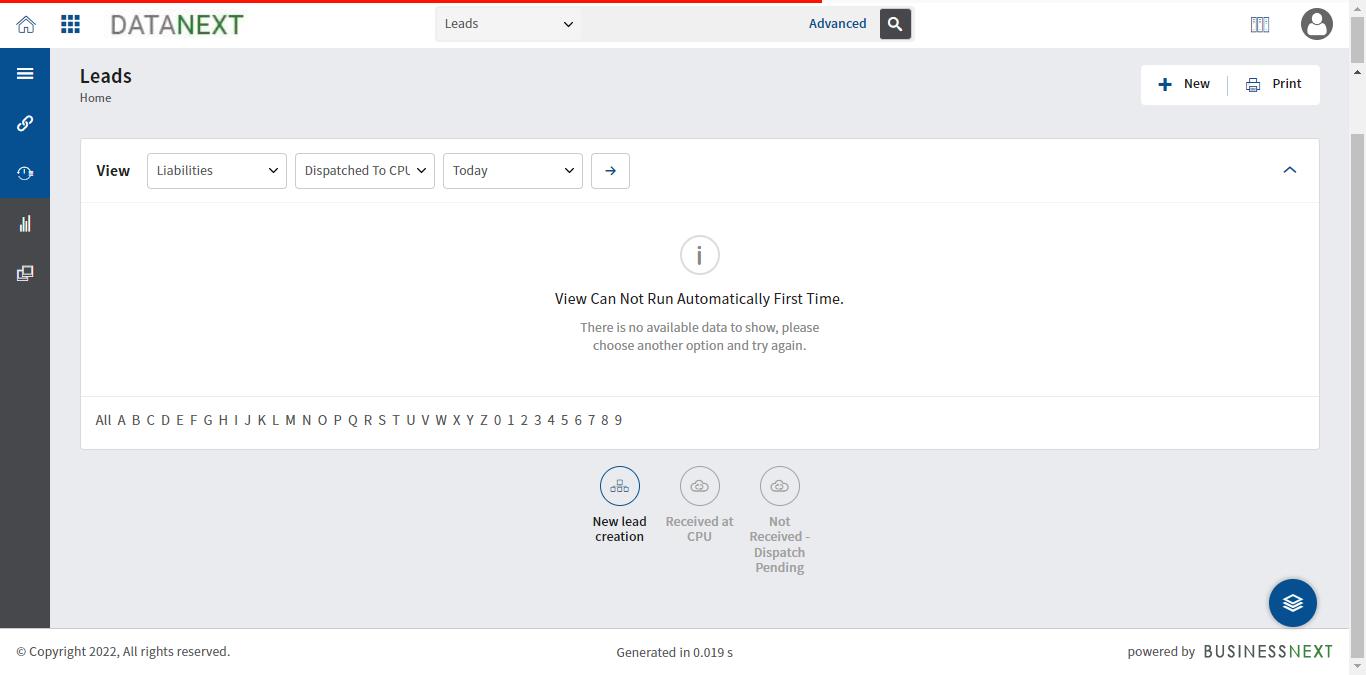 DATANEXT
Leads
Advanced
Leads
Home
New
Print
View
Liabilities
Dispatched To CPU
Today
View Can Not Run Automatically First Time.
There is no available data to show, please
choose another option and try again.
All A B C D E F G H I J K L M N O P Q R S T U V W X Y Z 0 1 2 3 4 5 6 7 8 9
New lead
creation
Received at
CPU
Not
Received -
Dispatch
Pending
© Copyright 2022, All rights reserved.
Generated in 0.019 s
powered by BUSINESSNEXT